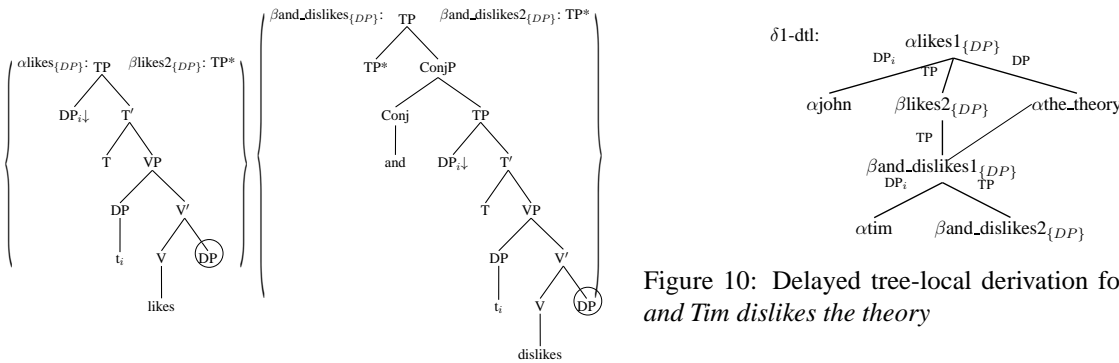 αlikes{DP}: TP βlikes2{DP}: TP*
DPi↓ T′
T VP
DP V′
ti V DP
likes
βand_dislikes{DP}: TP βand_dislikes2{DP}: TP*
TP* ConjP
Conj TP
and DPi↓ T′
T VP
DP V′
ti V DP
dislikes
δ1-dtl: αlikes1{DP}
DPi TP DP
αjohn βlikes2{DP} αthe_theory
TP
βand_dislikes1{DP}
DPi TP
αtim βand_dislikes2{DP}
Figure 10: Delayed tree-local derivation fo
and Tim dislikes the theory